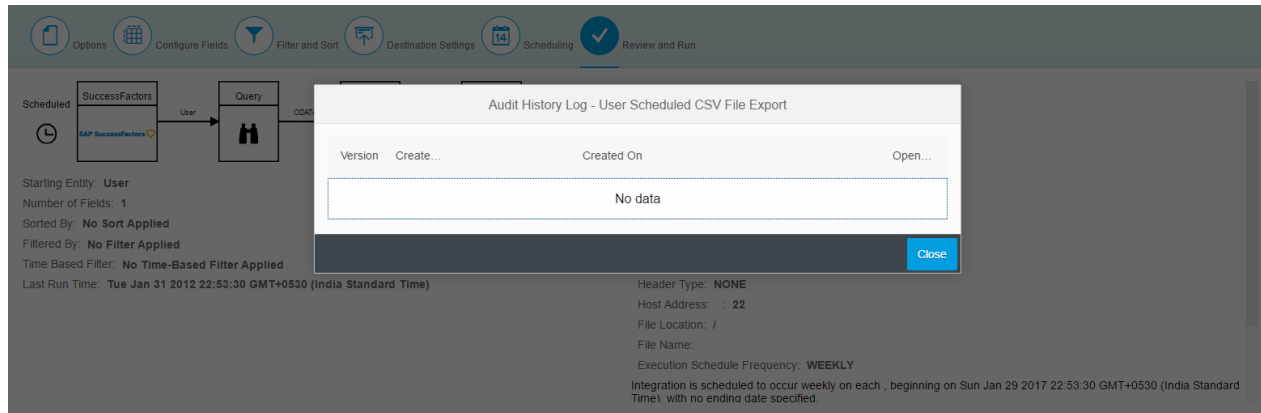 Options
Configure Fields
Filter and Sort
Destination Settings
14
Scheduling
Review and Run
Scheduled
SuccessFactors
SAP SuccessFactors
User
Query
Audit History Log - User Scheduled CSV File Export
Version Create... Created On Open...
No data
Close
Starting Entity: User
Number of Fields: 1
Sorted By: No Sort Applied
Filtered By: No Filter Applied
Time Based Filter: No Time-Based Filter Applied
Last Run Time: Tue Jan 31 2012 22:53:30 GMT+0530 (India Standard Time)
Header Type: NONE
Host Address: : 22
File Location: /
File Name:
Execution Schedule Frequency: WEEKLY
Integration is scheduled to occur weekly on each , beginning on Sun Jan 29 2017 22:53:30 GMT+0530 (India Standard
Time), with no ending date specified.